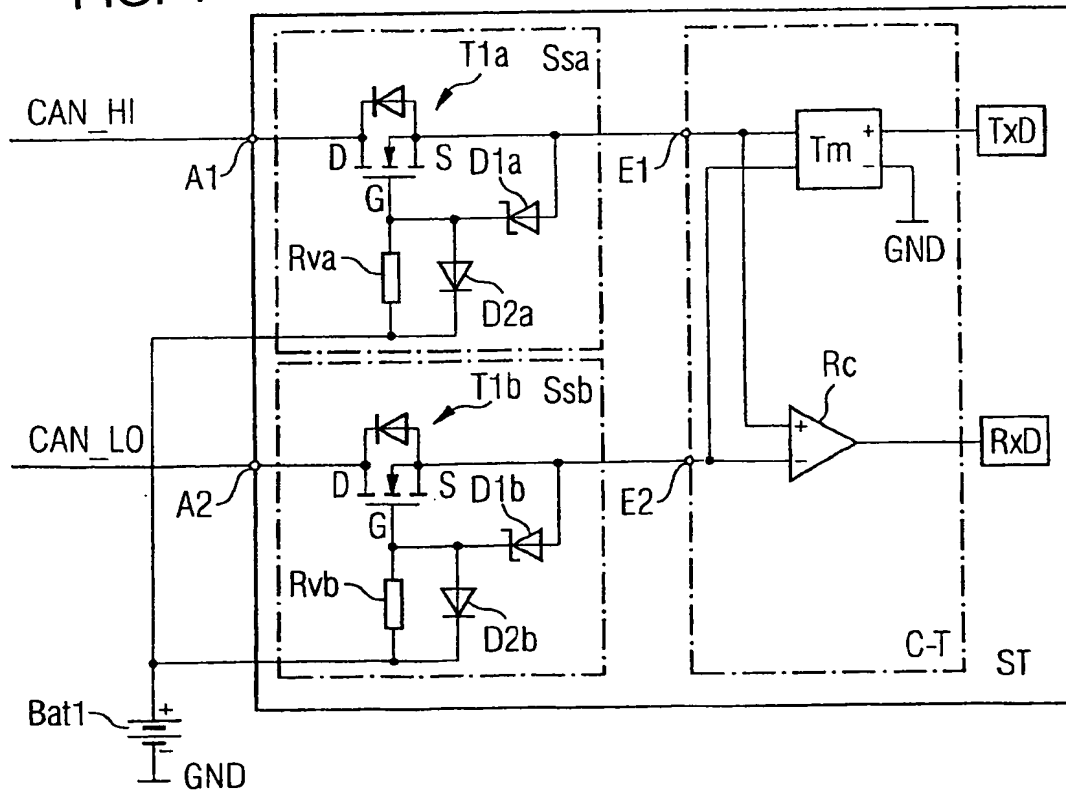 T1a Ssa
CAN_HI
TxD
Tm
+
-
D S D1a
A1
E1
G
GND
Rva
D2a
Rc
T1b Ssb
CAN_LO
+
-
RxD
D S D1b
A2
E2
G
Rvb
D2b
C-T
ST
Bat1
+
-
GND